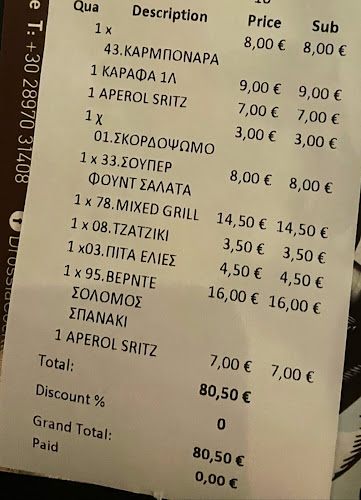 Qua Description Price Sub
1 x 8,00 € 8,00 €
43.ΚΑΡΜΠΟΝΑΡΑ
1 ΚΑΡΑΦΑ 1Λ 9,00 € 9,00 €
1 APEROL SRITZ 7,00 € 7,00 €
1 χ 3,00 € 3,00 €
01.ΣΚΟΡΔΟΨΩΜΟ
1 x 33.ΣΟΥΠΕΡ 8,00 € 8,00 €
ΦΟΥΝΤ ΣΑΛΑΤΑ
1 x 78.MIXED GRILL 14,50 € 14,50 €
1 x 08.ΤΖΑΤΖΙΚΙ 3,50 € 3,50 €
1 x03.ΠΙΤΑ ΕΛΙΕΣ 4,50 € 4,50 €
1 x 95.ΒΕΡΝΤΕ 16,00 € 16,00 €
ΣΟΛΟΜΟΣ
ΣΠΑΝΑΚΙ
1 APEROL SRITZ 7,00 € 7,00 €
Total: 80,50 €
Discount % 0
Grand Total: 80,50 €
Paid 0,00 €
e T: +30 28970 31408